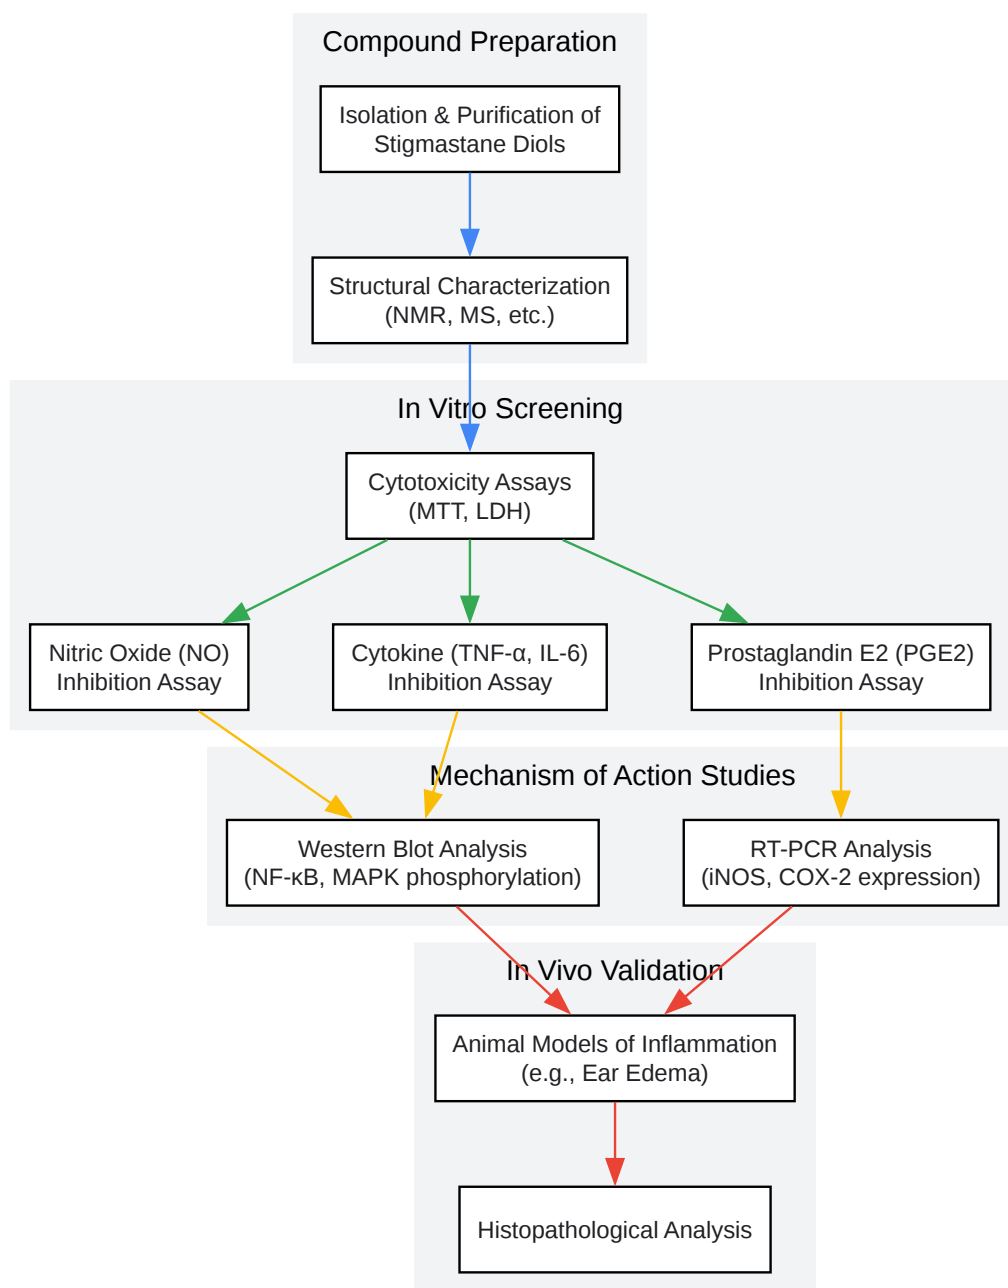 Compound Preparation
Isolation & Purification of
Stigmastane Diols
Structural Characterization
(NMR, MS, etc.)
In Vitro Screening
Cytotoxicity Assays
(MTT, LDH)
Nitric Oxide (NO)
Inhibition Assay
Cytokine (TNF-α, IL-6)
Inhibition Assay
Prostaglandin E2 (PGE2)
Inhibition Assay
Mechanism of Action Studies
Western Blot Analysis
(NF-κB, MAPK phosphorylation)
RT-PCR Analysis
(iNOS, COX-2 expression)
In Vivo Validation
Animal Models of Inflammation
(e.g., Ear Edema)
Histopathological Analysis